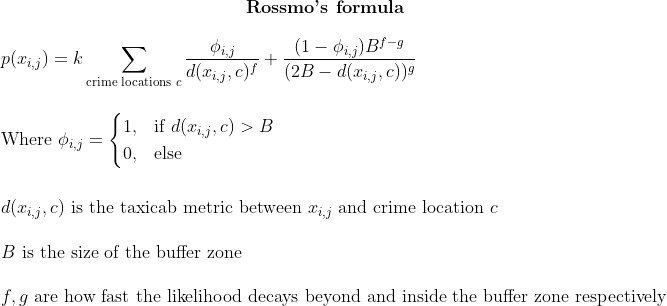 Rossmo's formula
p(x_{i,j}) = k \sum_{\text{crime locations } c} \frac{\phi_{i,j}}{d(x_{i,j}, c)^f} + \frac{(1 - \phi_{i,j})B^{f-g}}{(2B - d(x_{i,j}, c))^g}
Where \phi_{i,j} = \begin{cases} 1, & \text{if } d(x_{i,j}, c) > B \\ 0, & \text{else} \end{cases}
d(x_{i,j}, c) is the taxicab metric between x_{i,j} and crime location c
B is the size of the buffer zone
f, g are how fast the likelihood decays beyond and inside the buffer zone respectively